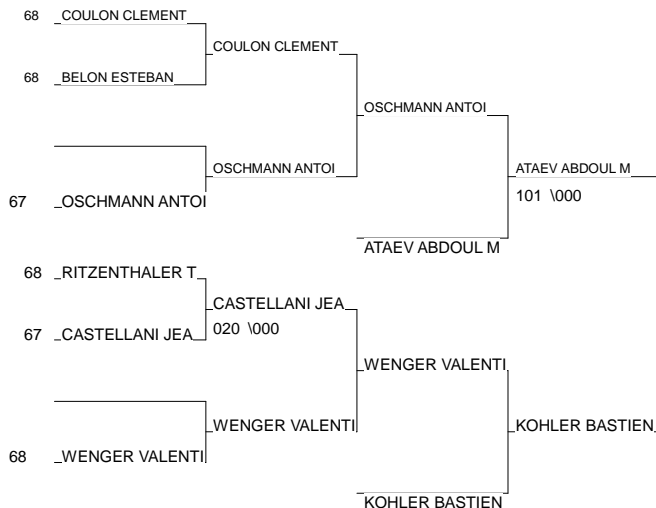 68 COULON CLEMENT
COULON CLEMENT
68 BELON ESTEBAN
OSCHMANN ANTOI
OSCHMANN ANTOI
ATAEV ABDOUL M
101 \000
67 OSCHMANN ANTOI
ATAEV ABDOUL M
68 RITZENTHALER T
CASTELLANI JEA
020 \000
67 CASTELLANI JEA
WENGER VALENTI
WENGER VALENTI
KOHLER BASTIEN
68 WENGER VALENTI
KOHLER BASTIEN